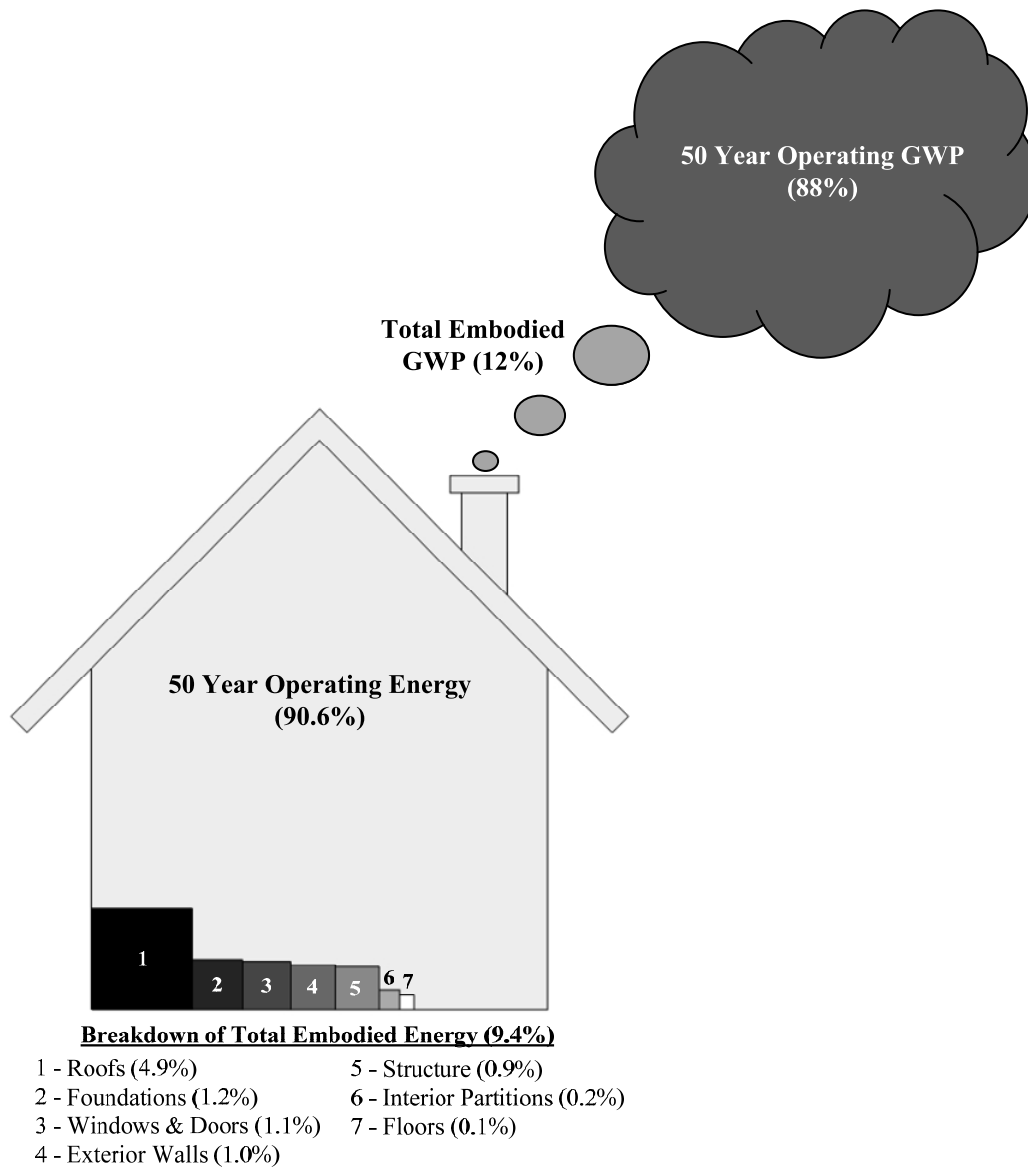 50 Year Operating GWP
(88%)
Total Embodied
GWP (12%)
50 Year Operating Energy
(90.6%)
1
2
3
4
5
6
7
Breakdown of Total Embodied Energy (9.4%)
1 - Roofs (4.9%)
2 - Foundations (1.2%)
3 - Windows & Doors (1.1%)
4 - Exterior Walls (1.0%)
5 - Structure (0.9%)
6 - Interior Partitions (0.2%)
7 - Floors (0.1%)